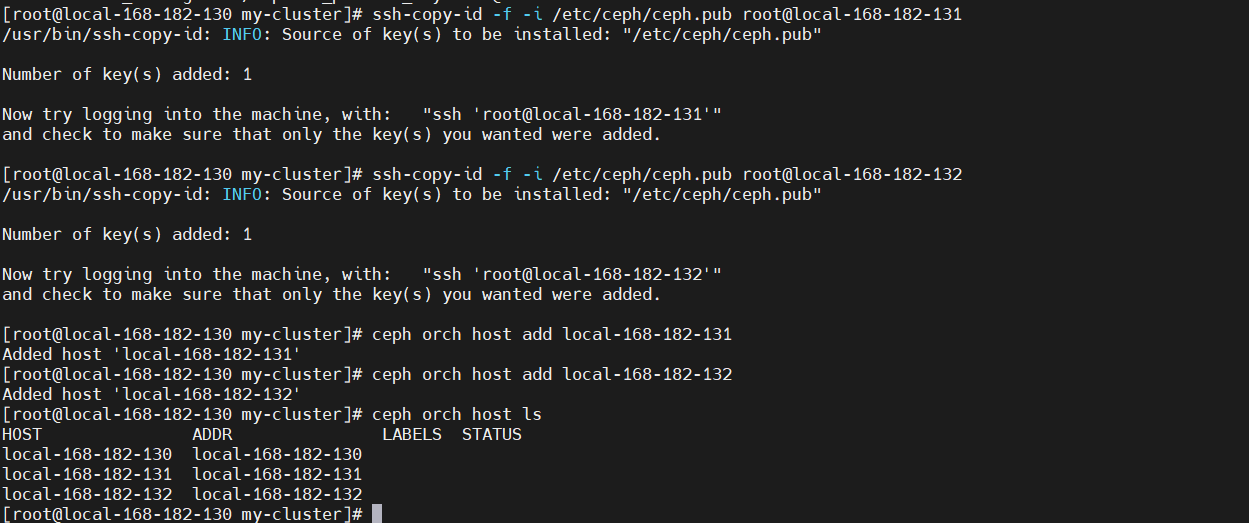 [root@local-168-182-130 my-cluster]# ssh-copy-id -f -i /etc/ceph/ceph.pub root@local-168-182-131
/usr/bin/ssh-copy-id: INFO: Source of key(s) to be installed: "/etc/ceph/ceph.pub"
Number of key(s) added: 1
Now try logging into the machine, with:   "ssh 'root@local-168-182-131'"
and check to make sure that only the key(s) you wanted were added.
[root@local-168-182-130 my-cluster]# ssh-copy-id -f -i /etc/ceph/ceph.pub root@local-168-182-132
/usr/bin/ssh-copy-id: INFO: Source of key(s) to be installed: "/etc/ceph/ceph.pub"
Number of key(s) added: 1
Now try logging into the machine, with:   "ssh 'root@local-168-182-132'"
and check to make sure that only the key(s) you wanted were added.
[root@local-168-182-130 my-cluster]# ceph orch host add local-168-182-131
Added host 'local-168-182-131'
[root@local-168-182-130 my-cluster]# ceph orch host add local-168-182-132
Added host 'local-168-182-132'
[root@local-168-182-130 my-cluster]# ceph orch host ls
HOST               ADDR               LABELS  STATUS
local-168-182-130  local-168-182-130
local-168-182-131  local-168-182-131
local-168-182-132  local-168-182-132
[root@local-168-182-130 my-cluster]#